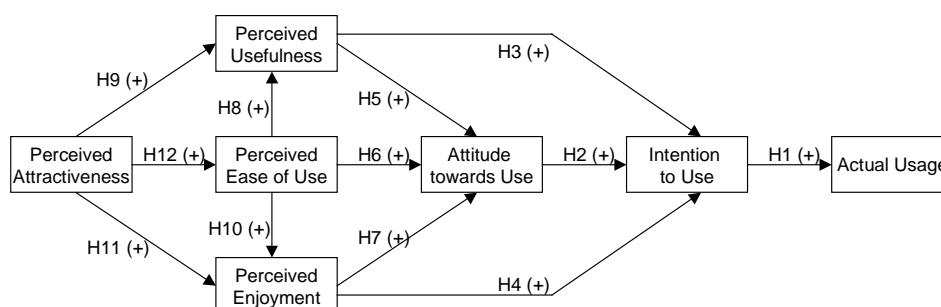 Perceived
Usefulness
H3 (+)
H9 (+)
H8 (+)
H5 (+)
Perceived
Attractiveness
H12 (+)
Perceived
Ease of Use
H6 (+)
Attitude
towards Use
H2 (+)
Intention
to Use
H1 (+)
Actual Usage
H10 (+)
H7 (+)
H11 (+)
Perceived
Enjoyment
H4 (+)